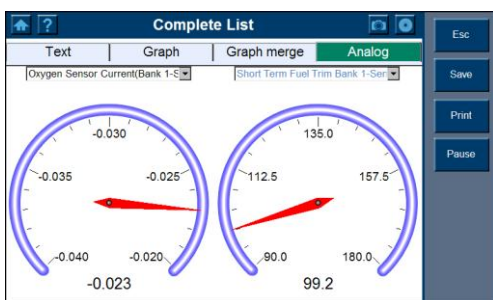 ? Complete List
Esc
Text Graph Graph merge Analog
Oxygen Sensor Current(Bank 1-S Short Term Fuel Trim Bank 1-Ser
Save
-0.030 135.0
Print
Pause
-0.035 -0.025 112.5 157.5
-0.040 -0.020 90.0 180.0
-0.023 99.2